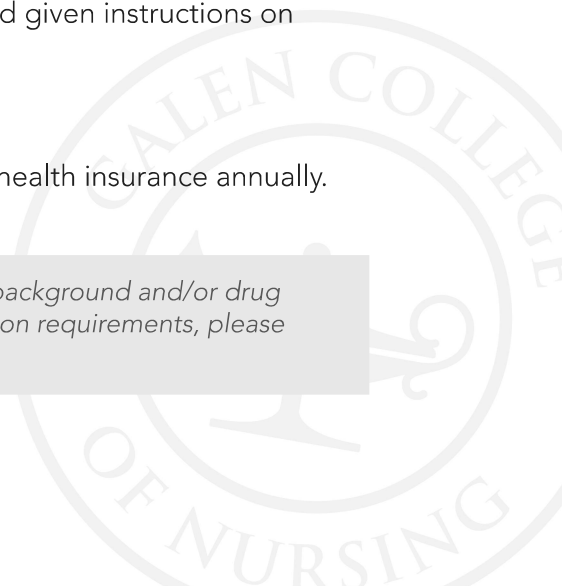 d given instructions on
health insurance annually.
background and/or drug
on requirements, please
GALEN COLLEGE
OF NURSING